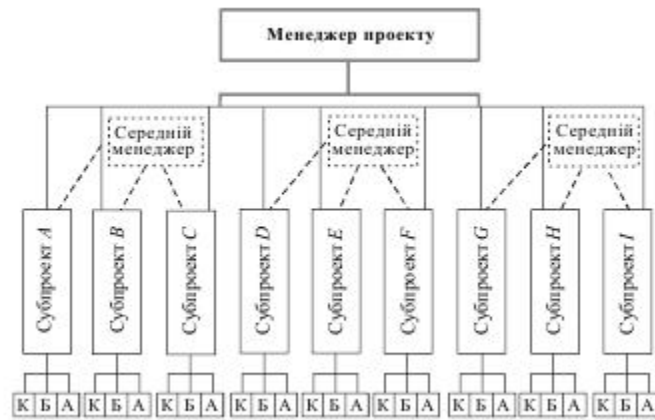 Менеджер проекту
Середній
менеджер
Середній
менеджер
Середній
менеджер
Субпроект A
Субпроект B
Субпроект C
Субпроект D
Субпроект E
Субпроект F
Субпроект G
Субпроект H
Субпроект I
К Б А К Б А К Б А К Б А К Б А К Б А К Б А К Б А К Б А